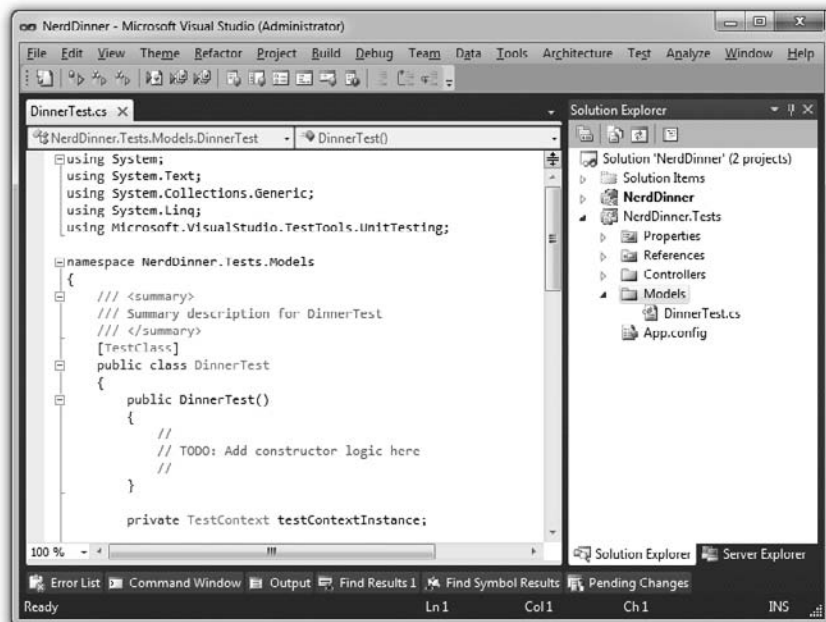 NerdDinner - Microsoft Visual Studio (Administrator)
File Edit View Theme Refactor Project Build Debug Team Data Tools Architecture Test Analyze Window Help
DinnerTest.cs
NerdDinner.Tests.Models.DinnerTest
DinnerTest()
using System;
using System.Text;
using System.Collections.Generic;
using System.Linq;
using Microsoft.VisualStudio.TestTools.UnitTesting;
namespace NerdDinner.Tests.Models
{
/// <summary>
/// Summary description for DinnerTest
/// </summary>
[TestClass]
public class DinnerTest
{
public DinnerTest()
{
//
// TODO: Add constructor logic here
//
}
private TestContext testContextInstance;
100 %
Solution Explorer
Solution 'NerdDinner' (2 projects)
Solution Items
NerdDinner
NerdDinner.Tests
Properties
References
Controllers
Models
DinnerTest.cs
App.config
Solution Explorer Server Explorer
Error List Command Window Output Find Results 1 Find Symbol Results Pending Changes
Ready Ln 1 Col 1 Ch 1 INS